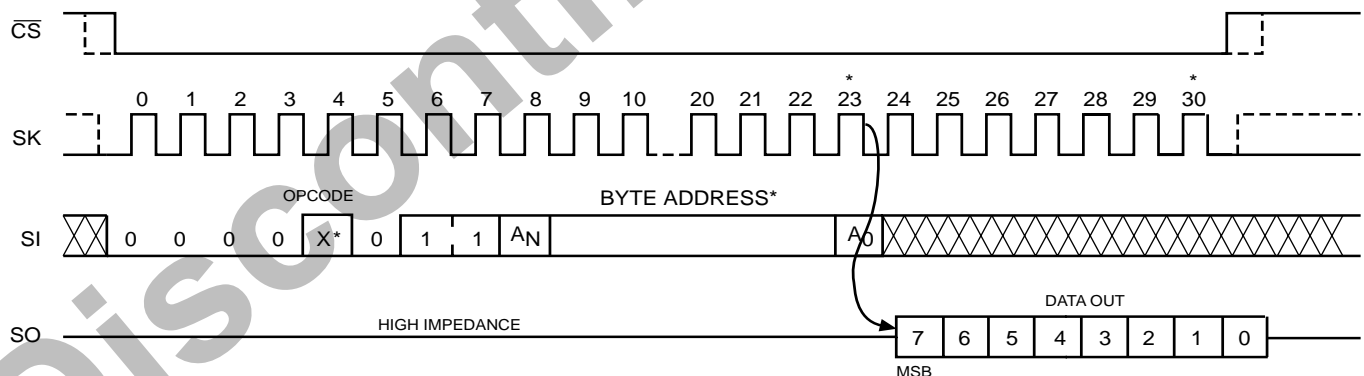 CS
* *
0 1 2 3 4 5 6 7 8 9 10 20 21 22 23 24 25 26 27 28 29 30
SK
OPCODE
BYTE ADDRESS*
SI 0 0 0 0 X* 0 1 1 AN A0
DATA OUT
SO HIGH IMPEDANCE 7 6 5 4 3 2 1 0
MSB
Discontin